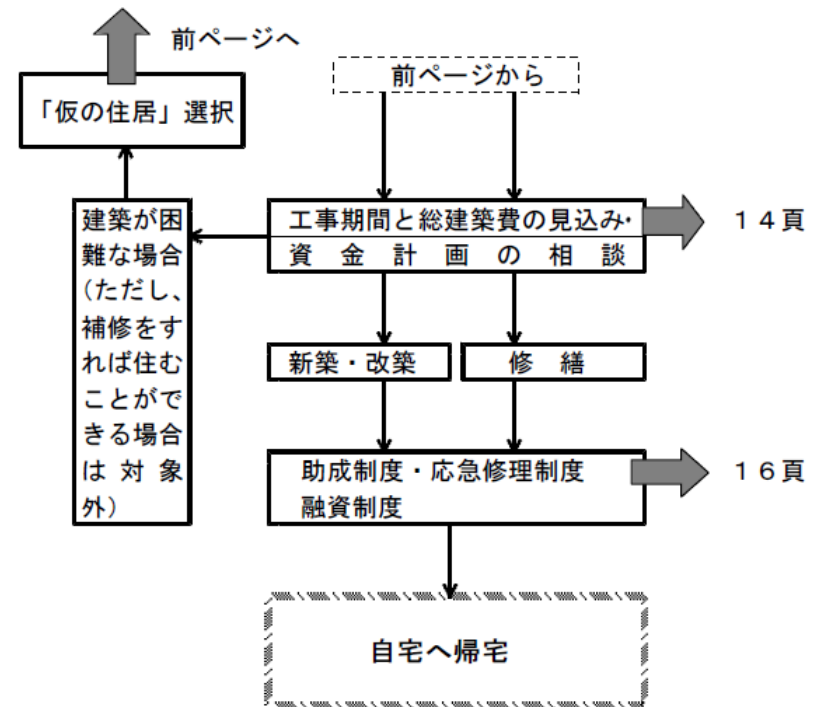 前ページへ
前ページから
「仮の住居」選択
建築が困
難な場合
(ただし、
補修をす
れば住む
ことがで
きる場合
は対象
外)
工事期間と総建築費の見込み・
資金計画の相談
14頁
新築・改築
修繕
助成制度・応急修理制度
融資制度
16頁
自宅へ帰宅